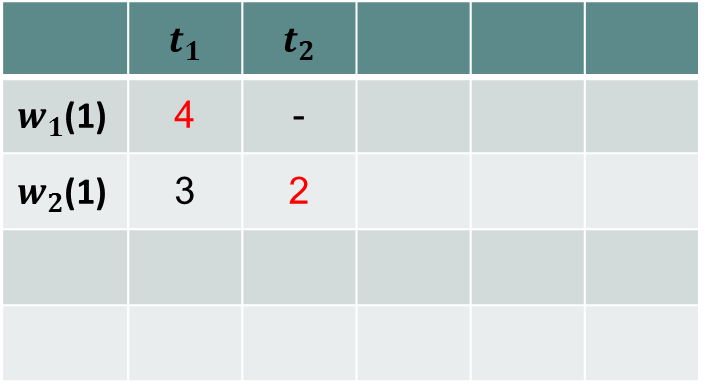 t₁ t₂
w₁(1) 4 -
w₂(1) 3 2